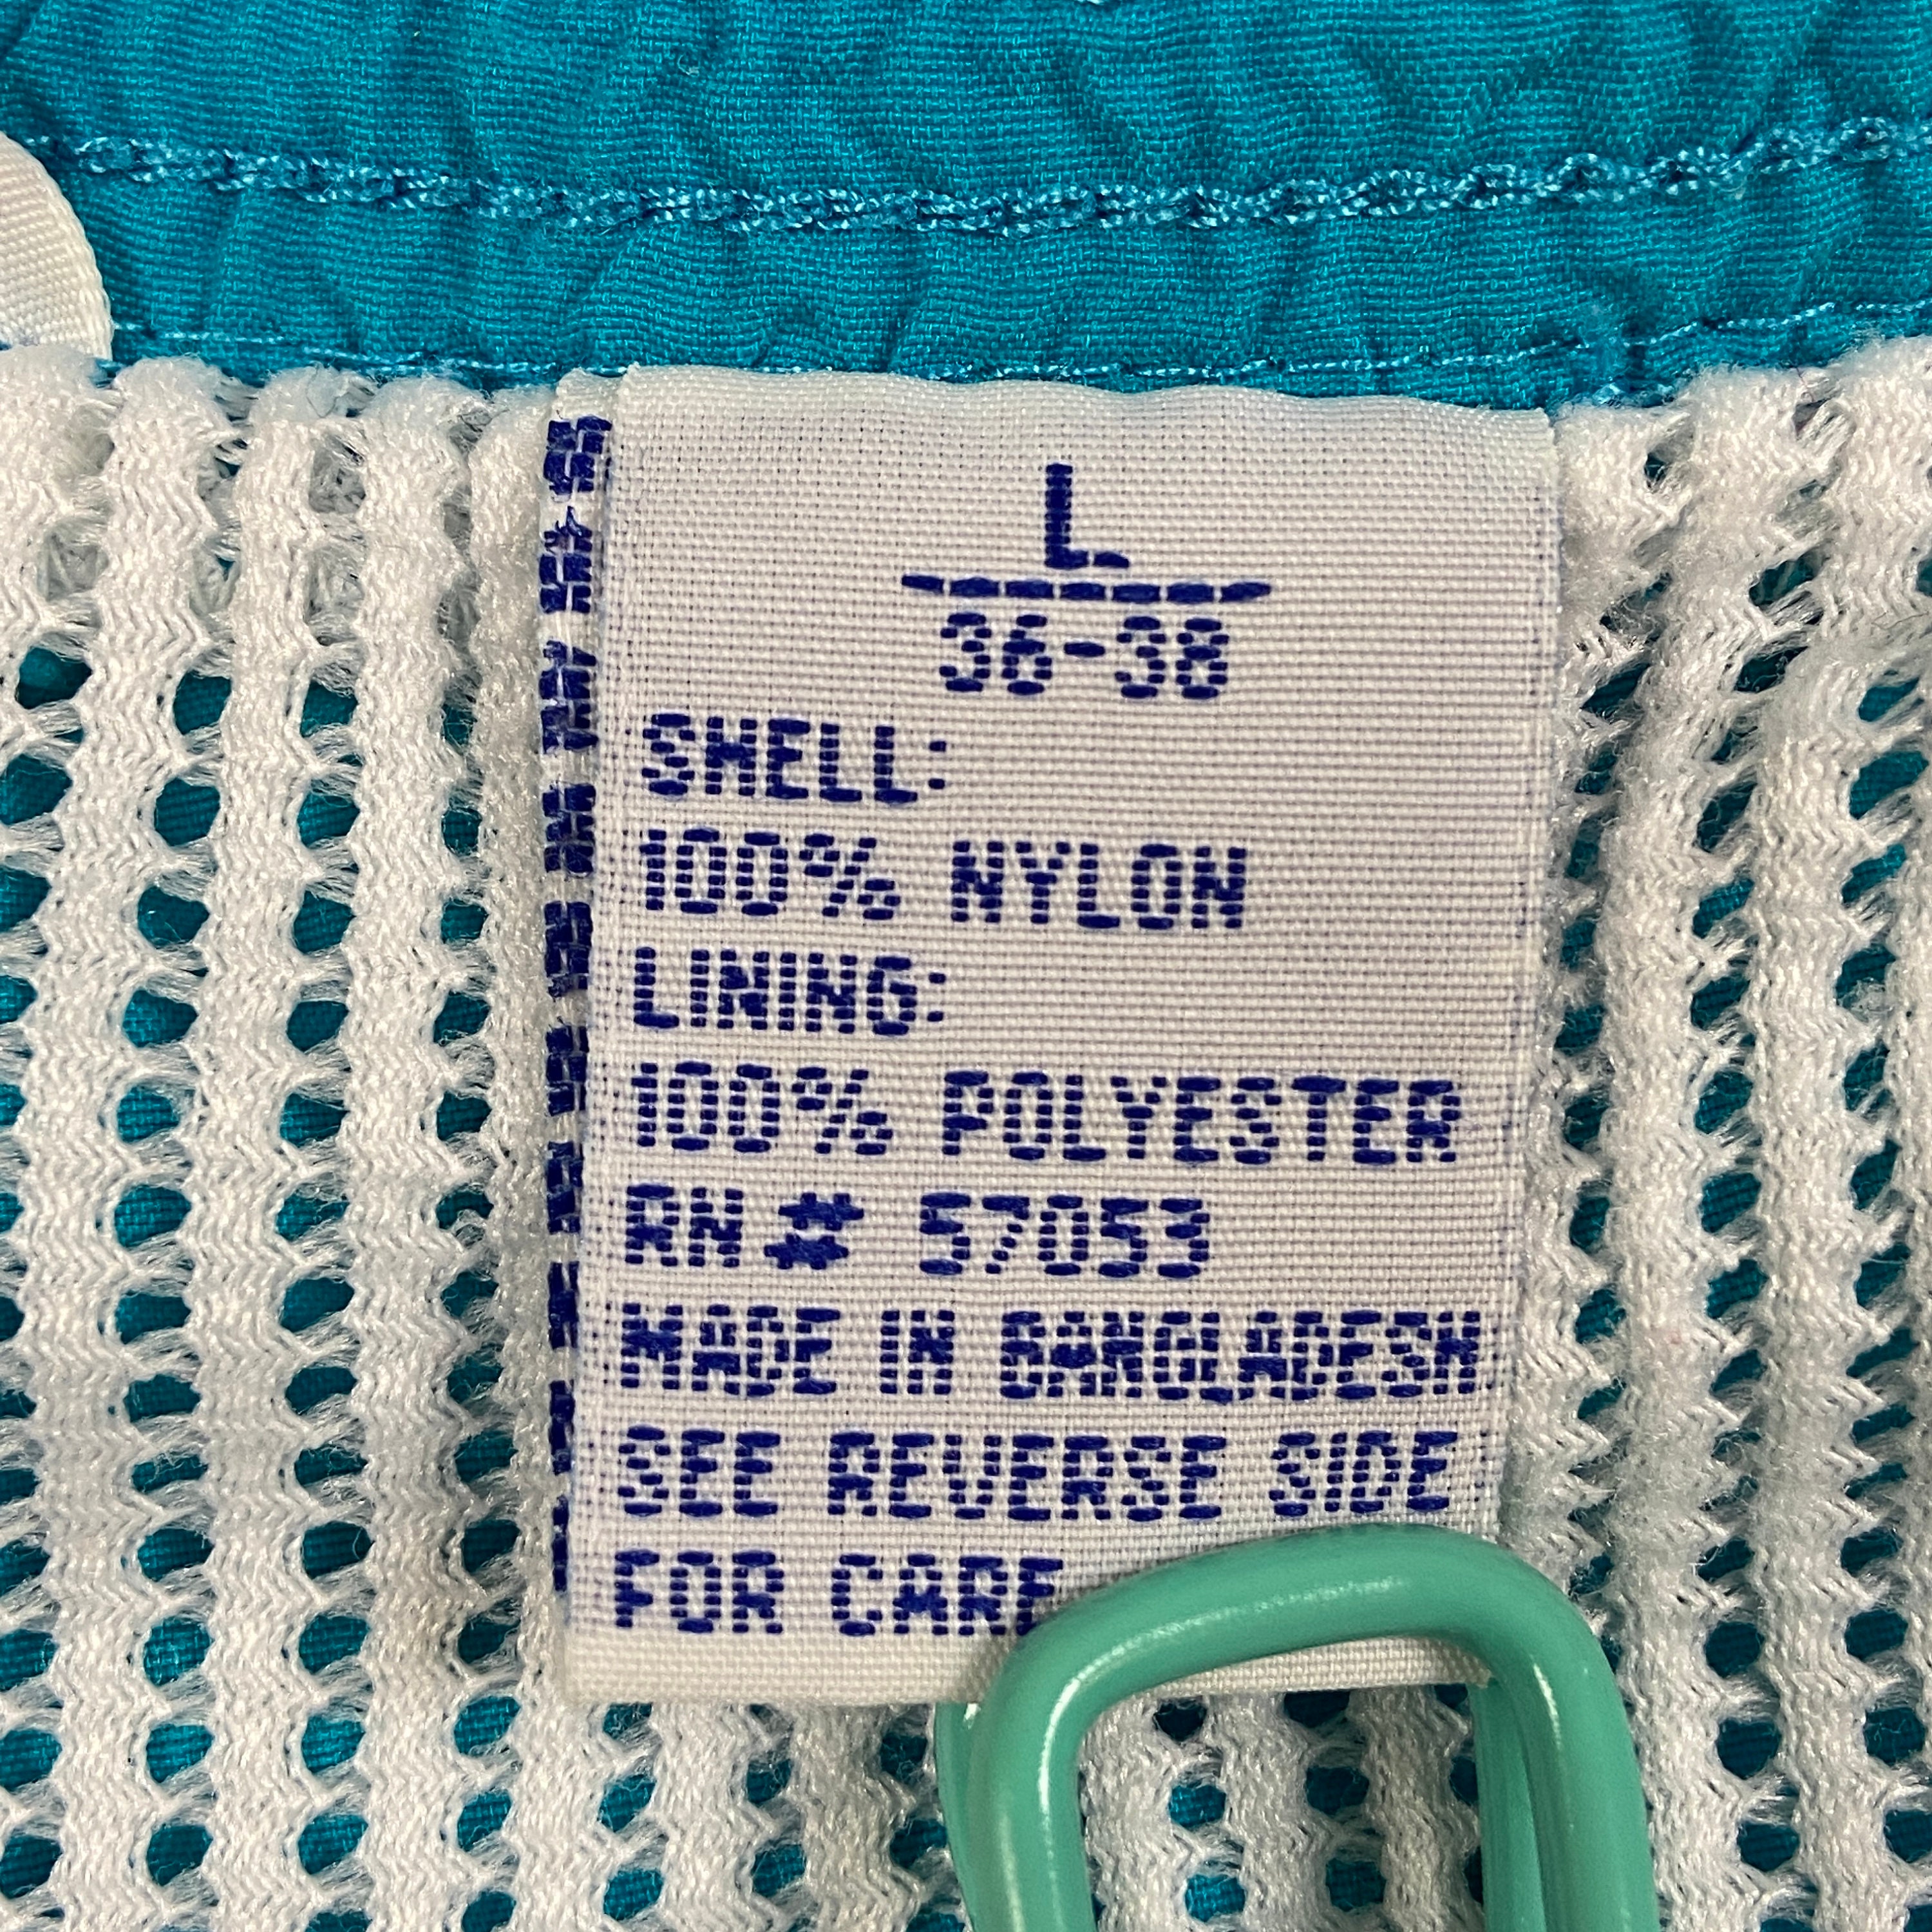 L
36-38
SHELL:
100% NYLON
LINING:
100% POLYESTER
RN # 57053
MADE IN BANGLADESH
SEE REVERSE SIDE
FOR CARE